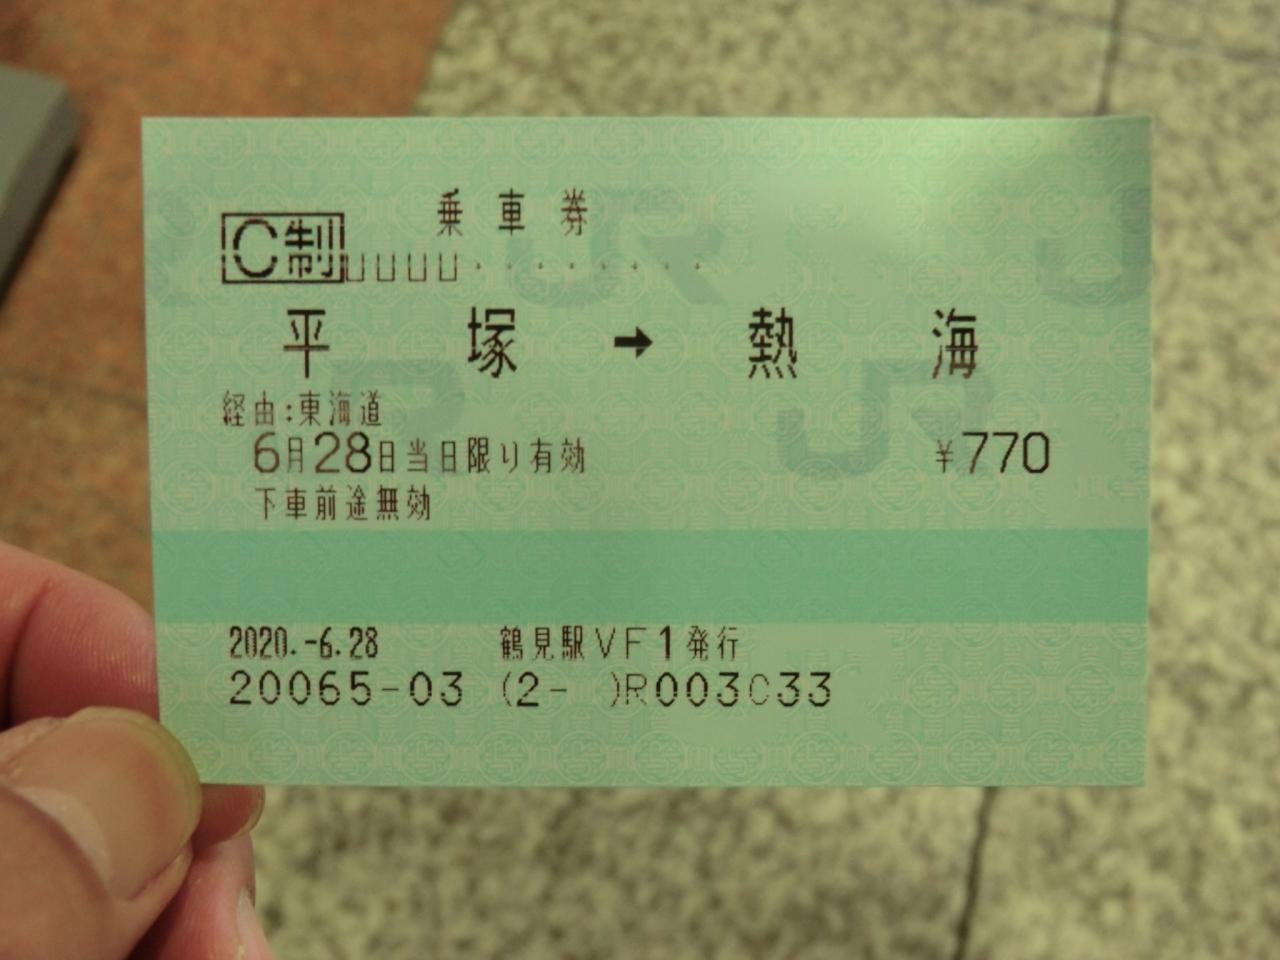 乗車券
C制
平塚 → 熱海
経由:東海道
6月28日当日限り有効 ¥770
下車前途無効
2020.-6.28 鶴見駅VF1発行
20065-03 (2- )R003033